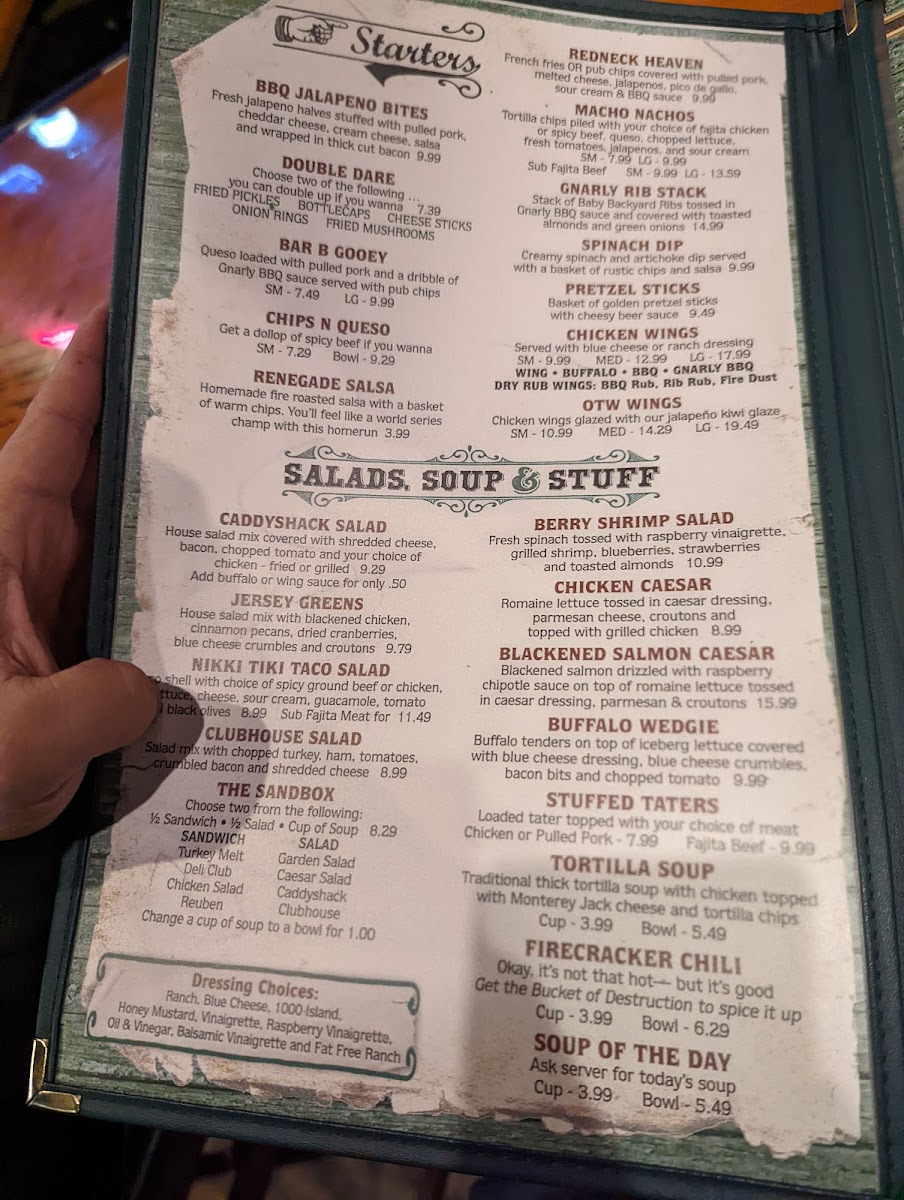 Starters
BBQ JALAPENO BITES
Fresh jalapeno halves stuffed with pulled pork,
cheddar cheese, cream cheese, salsa
and wrapped in thick cut bacon 9.99
DOUBLE DARE
Choose two of the following ...
you can double up if you wanna 7.39
FRIED PICKLES BOTTLECAPS CHEESE STICKS
ONION RINGS FRIED MUSHROOMS
BAR B GOOEY
Queso loaded with pulled pork and a dribble of
Gnarly BBQ sauce served with pub chips
SM - 7.49 LG - 9.99
CHIPS N QUESO
Get a dollop of spicy beef if you wanna
SM - 7.29 Bowl - 9.29
RENEGADE SALSA
Homemade fire roasted salsa with a basket
of warm chips. You'll feel like a world series
champ with this homerun 3.99
REDNECK HEAVEN
French fries OR pub chips covered with pulled pork,
melted cheese, jalapenos, pico de gallo,
sour cream & BBQ sauce 9.99
MACHO NACHOS
Tortilla chips piled with your choice of fajita chicken
or spicy beef, queso, chopped lettuce,
fresh tomatoes, jalapenos, and sour cream
SM - 7.99 LG - 9.99
Sub Fajita Beef SM - 9.99 LG - 13.59
GNARLY RIB STACK
Stack of Baby Backyard Ribs tossed in
Gnarly BBQ sauce and covered with toasted
almonds and green onions 14.99
SPINACH DIP
Creamy spinach and artichoke dip served
with a basket of rustic chips and salsa 9.99
PRETZEL STICKS
Basket of golden pretzel sticks
with cheesy beer sauce 9.49
CHICKEN WINGS
Served with blue cheese or ranch dressing
SM - 9.99 MED - 12.99 LG - 17.99
WING • BUFFALO • BBQ • GNARLY BBQ
DRY RUB WINGS: BBQ Rub, Rib Rub, Fire Dust
OTW WINGS
Chicken wings glazed with our jalapeño kiwi glaze
SM - 10.99 MED - 14.29 LG - 19.49
SALADS, SOUP & STUFF
CADDYSHACK SALAD
House salad mix covered with shredded cheese,
bacon, chopped tomato and your choice of
chicken - fried or grilled 9.29
Add buffalo or wing sauce for only .50
JERSEY GREENS
House salad mix with blackened chicken,
cinnamon pecans, dried cranberries,
blue cheese crumbles and croutons 9.79
NIKKI TIKI TACO SALAD
shell with choice of spicy ground beef or chicken,
cheese, sour cream, guacamole, tomato
black olives 8.99 Sub Fajita Meat for 11.49
CLUBHOUSE SALAD
Salad mix with chopped turkey, ham, tomatoes,
crumbled bacon and shredded cheese 8.99
THE SANDBOX
Choose two from the following:
½ Sandwich • ½ Salad • Cup of Soup 8.29
SANDWICH SALAD
Turkey Melt Garden Salad
Deli Club Caesar Salad
Chicken Salad Caddyshack
Reuben Clubhouse
Change a cup of soup to a bowl for 1.00
Dressing Choices:
Ranch, Blue Cheese, 1000-Island,
Honey Mustard, Vinaigrette, Raspberry Vinaigrette,
Oil & Vinegar, Balsamic Vinaigrette and Fat Free Ranch
BERRY SHRIMP SALAD
Fresh spinach tossed with raspberry vinaigrette,
grilled shrimp, blueberries, strawberries
and toasted almonds 10.99
CHICKEN CAESAR
Romaine lettuce tossed in caesar dressing,
parmesan cheese, croutons and
topped with grilled chicken 8.99
BLACKENED SALMON CAESAR
Blackened salmon drizzled with raspberry
chipotle sauce on top of romaine lettuce tossed
in caesar dressing, parmesan & croutons 15.99
BUFFALO WEDGIE
Buffalo tenders on top of iceberg lettuce covered
with blue cheese dressing, blue cheese crumbles,
bacon bits and chopped tomato 9.99
STUFFED TATERS
Loaded tater topped with your choice of meat
Chicken or Pulled Pork - 7.99 Fajita Beef - 9.99
TORTILLA SOUP
Traditional thick tortilla soup with chicken topped
with Monterey Jack cheese and tortilla chips
Cup - 3.99 Bowl - 5.49
FIRECRACKER CHILI
Okay, it's not that hot— but it's good
Get the Bucket of Destruction to spice it up
Cup - 3.99 Bowl - 6.29
SOUP OF THE DAY
Ask server for today's soup
Cup - 3.99 Bowl - 5.49